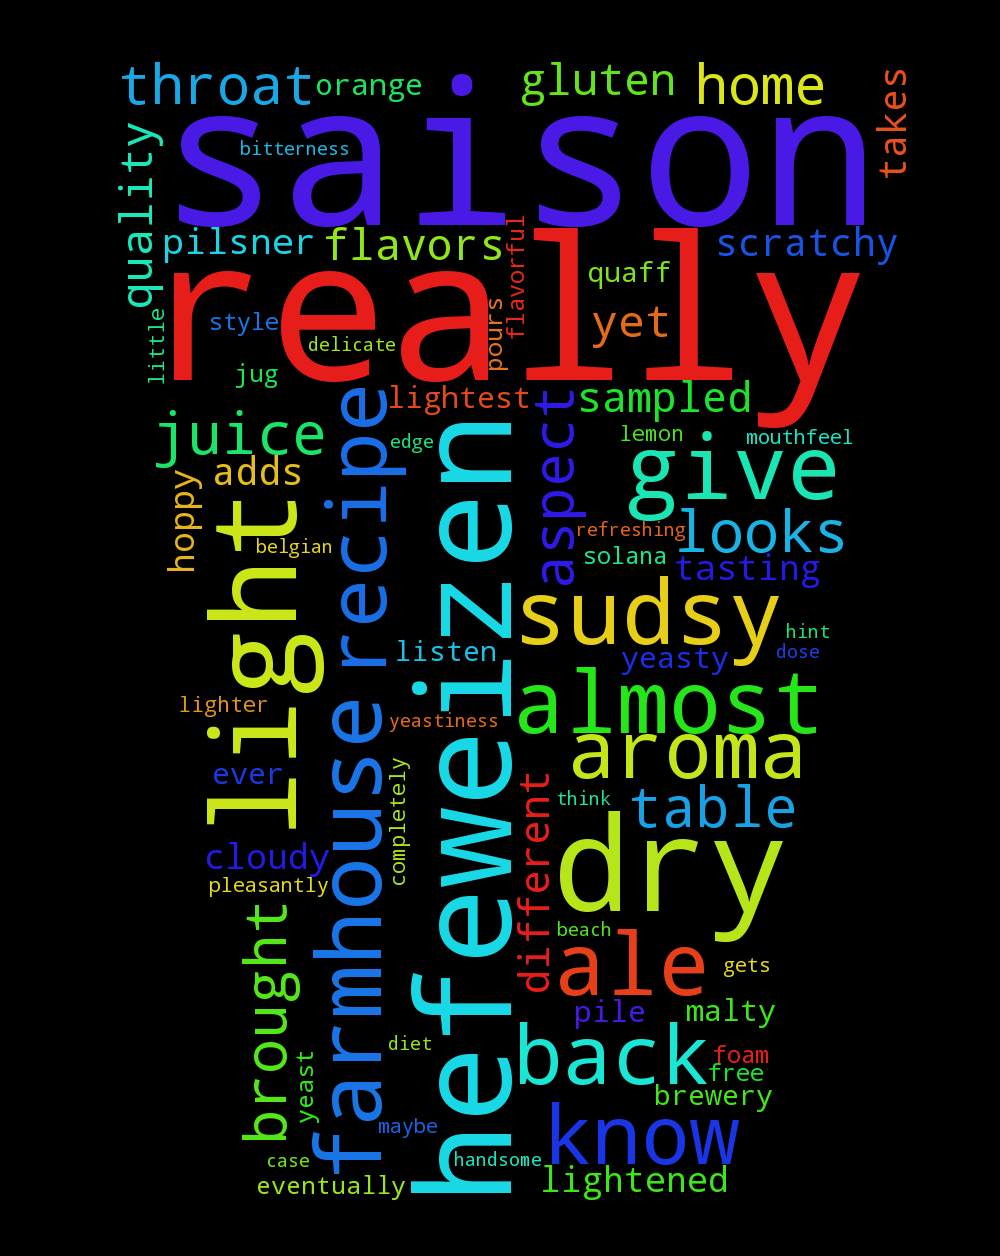 throat
orange
gluten
home
takes
saison
bitterness
quality
pilsner
flavors
flavorful
scratchy
really
quaff
yet
pours
little
style
delicate
jug
lightest
sampled
juice
recipe
edge
aspect
lemon
mouthfeel
give
adds
hoppy
light
belgian
hefeweizen
refreshing
looks
solana
tasting
sudsy
hint
dose
listen
yeasty
lighter
yeastiness
almost
aroma
ever
farmhouse
completely
different
think
table
dry
cloudy
pleasantly
brought
beach
ale
gets
pile
malty
diet
back
foam
free
yeast
brewery
maybe
know
case
handsome
eventually
lightened